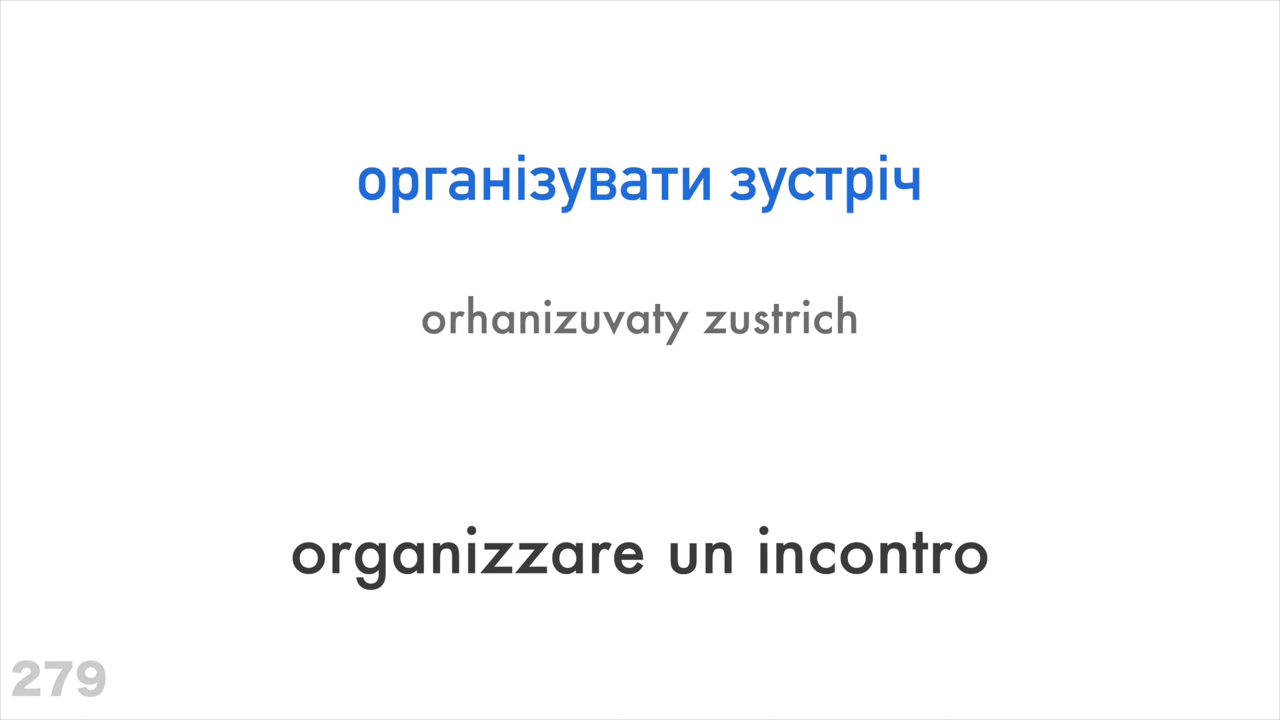 організувати зустріч
orhanizuvaty zustrich
organizzare un incontro
279